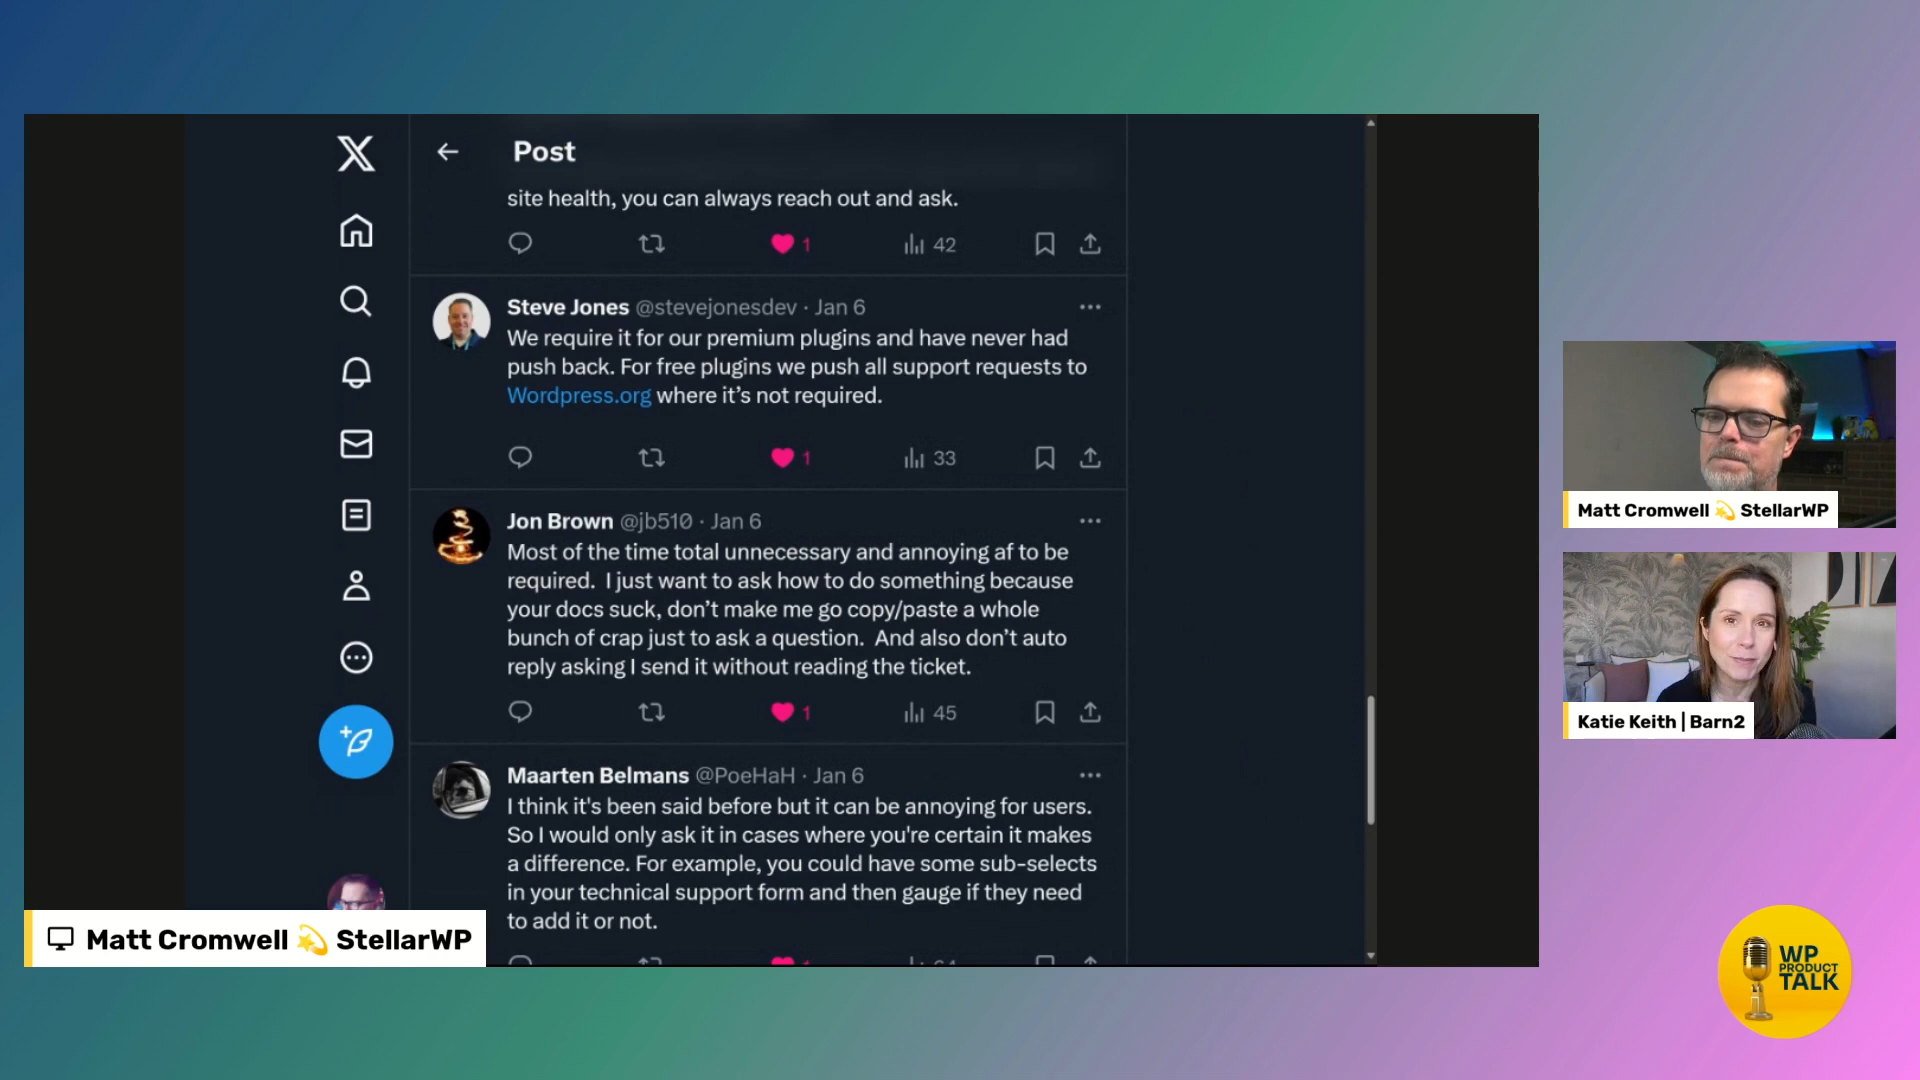 Post
site health, you can always reach out and ask.
1
42
Steve Jones @stevejonesdev · Jan 6
We require it for our premium plugins and have never had
push back. For free plugins we push all support requests to
Wordpress.org where it’s not required.
1
33
Jon Brown @jb510 · Jan 6
Most of the time total unnecessary and annoying af to be
required.  I just want to ask how to do something because
your docs suck, don’t make me go copy/paste a whole
bunch of crap just to ask a question.  And also don’t auto
reply asking I send it without reading the ticket.
1
45
Maarten Belmans @PoeHaH · Jan 6
I think it's been said before but it can be annoying for users.
So I would only ask it in cases where you're certain it makes
a difference. For example, you could have some sub-selects
in your technical support form and then gauge if they need
to add it or not.
Matt Cromwell 💫 StellarWP
Matt Cromwell 💫 StellarWP
Katie Keith | Barn2
WP
PRODUCT
TALK